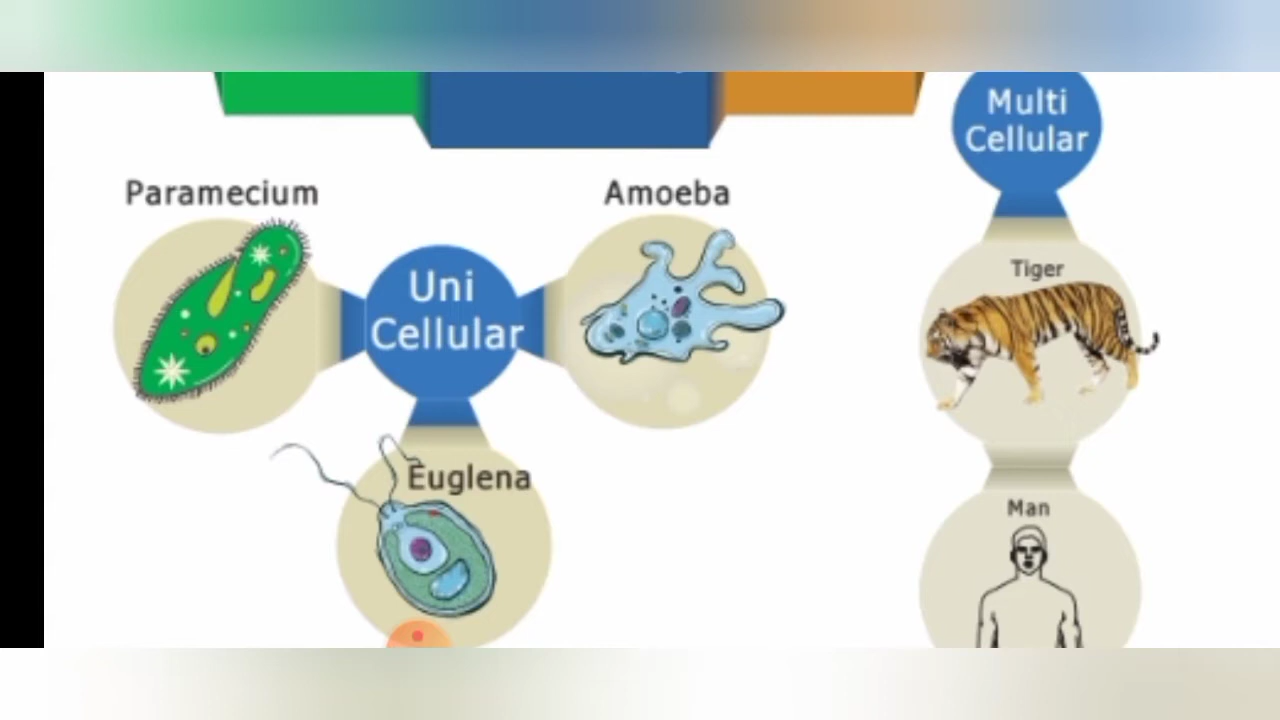 Multi
Cellular
Paramecium
Amoeba
Uni
Cellular
Tiger
Euglena
Man